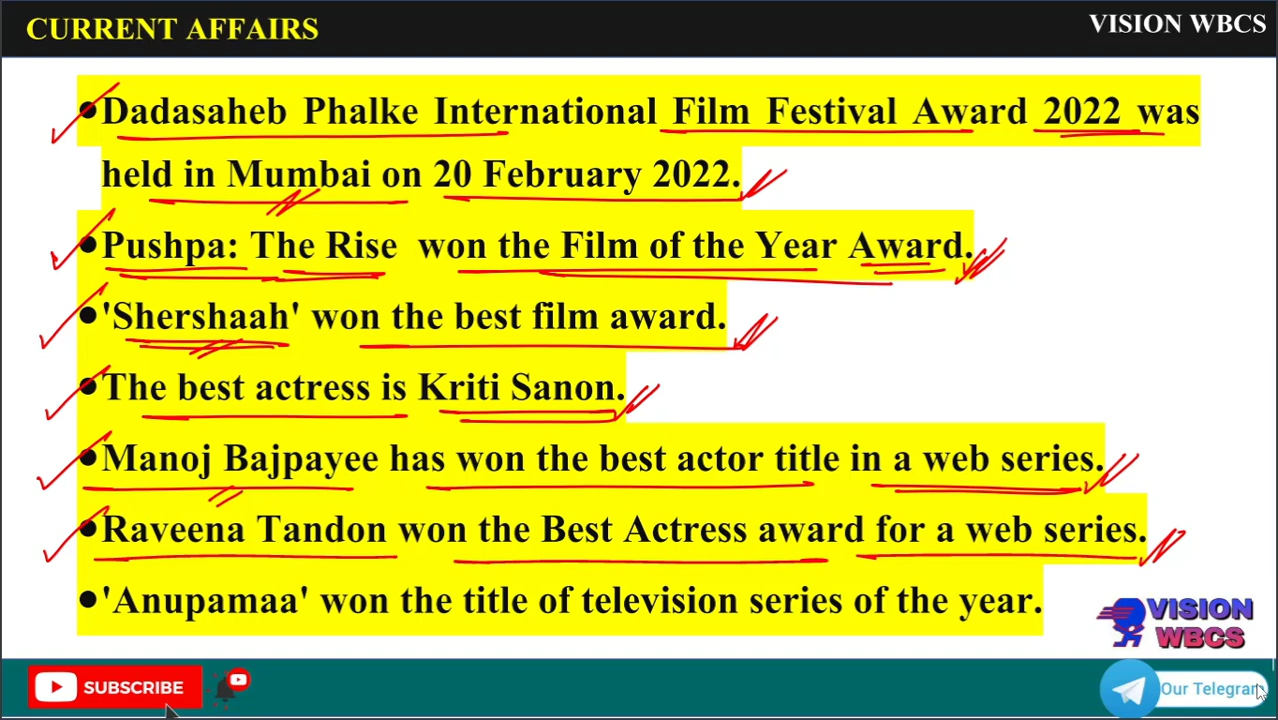 CURRENT AFFAIRS
VISION WBCS
•Dadasaheb Phalke International Film Festival Award 2022 was
held in Mumbai on 20 February 2022.
•Pushpa: The Rise won the Film of the Year Award.
•'Shershaah' won the best film award.
•The best actress is Kriti Sanon.
•Manoj Bajpayee has won the best actor title in a web series.
•Raveena Tandon won the Best Actress award for a web series.
•'Anupamaa' won the title of television series of the year.
VISION
WBCS
SUBSCRIBE
Our Telegram